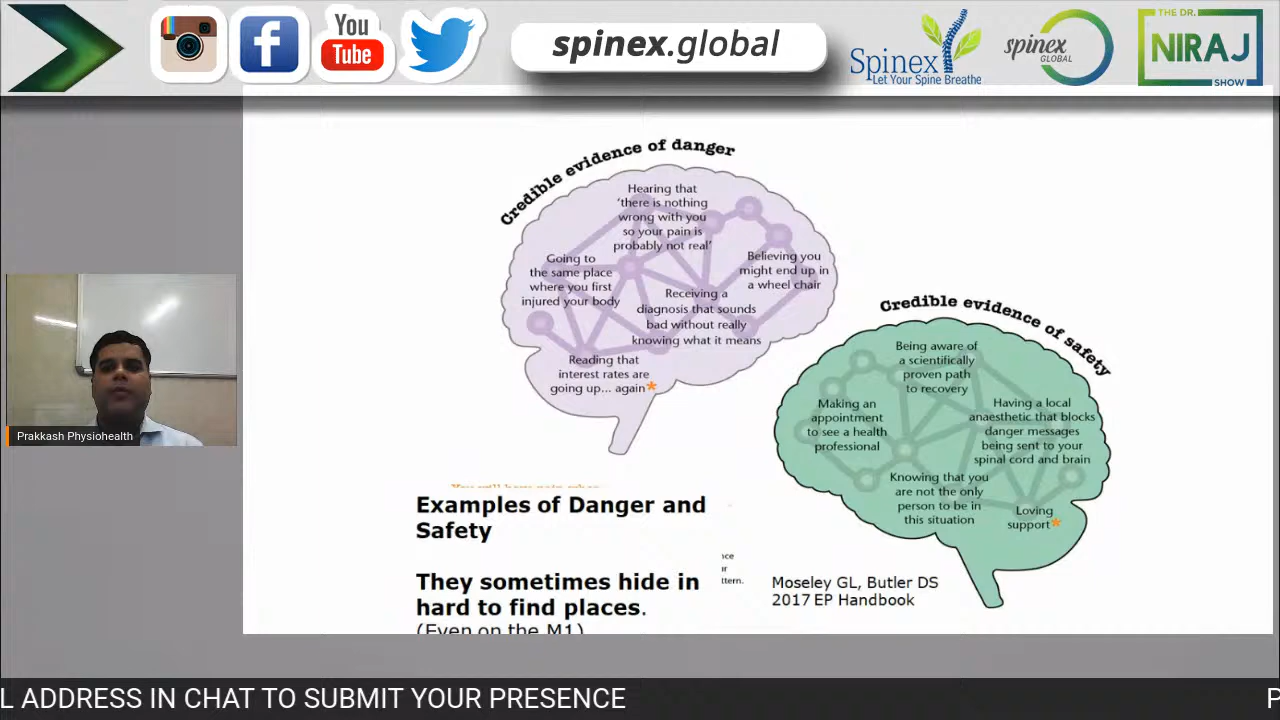 You
Tube
spinex.global
Spinex
Let Your Spine Breathe
spinex
GLOBAL
THE DR.
NIRAJ
SHOW
Credible evidence of danger
Hearing that
‘there is nothing
wrong with you
so your pain is
probably not real’
Going to
the same place
where you first
injured your body
Believing you
might end up in
a wheel chair
Receiving a
diagnosis that sounds
bad without really
knowing what it means
Reading that
interest rates are
going up... again*
Credible evidence of safety
Being aware of
a scientifically
proven path
to recovery
Making an
appointment
to see a health
professional
Having a local
anaesthetic that blocks
danger messages
being sent to your
spinal cord and brain
Knowing that you
are not the only
person to be in
this situation
Loving
support*
Prakkash Physiohealth
Examples of Danger and
Safety
They sometimes hide in
hard to find places.
(Even on the M1)
nce
ur
ttern.
Moseley GL, Butler DS
2017 EP Handbook
L ADDRESS IN CHAT TO SUBMIT YOUR PRESENCE
P